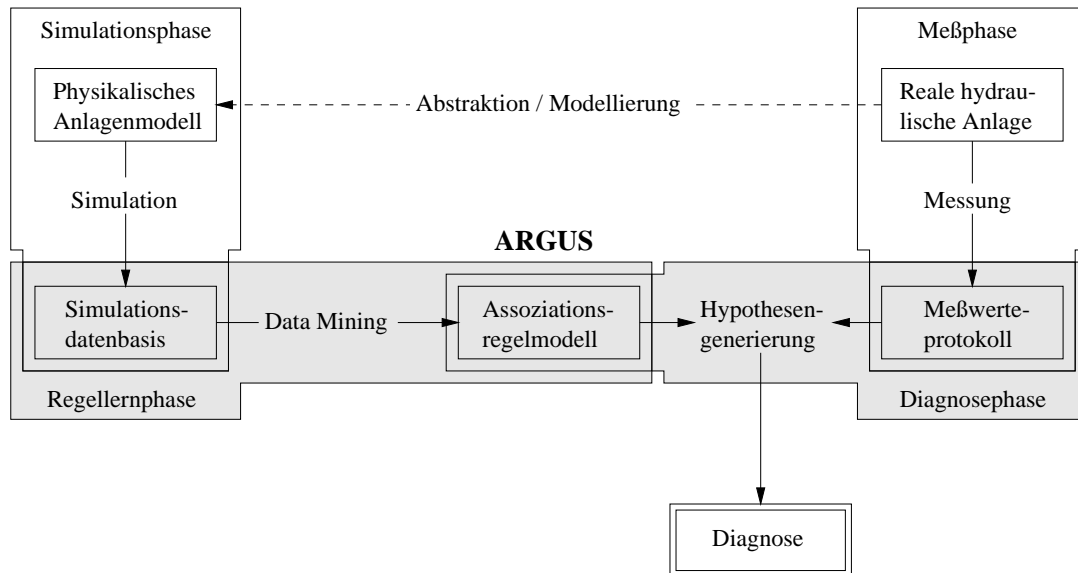 Simulationsphase
Meßphase
Physikalisches
Anlagenmodell
Abstraktion / Modellierung
Reale hydrau-
lische Anlage
Simulation
Messung
ARGUS
Simulations-
datenbasis
Data Mining
Assoziations-
regelmodell
Hypothesen-
generierung
Meßwerte-
protokoll
Regellernphase
Diagnosephase
Diagnose